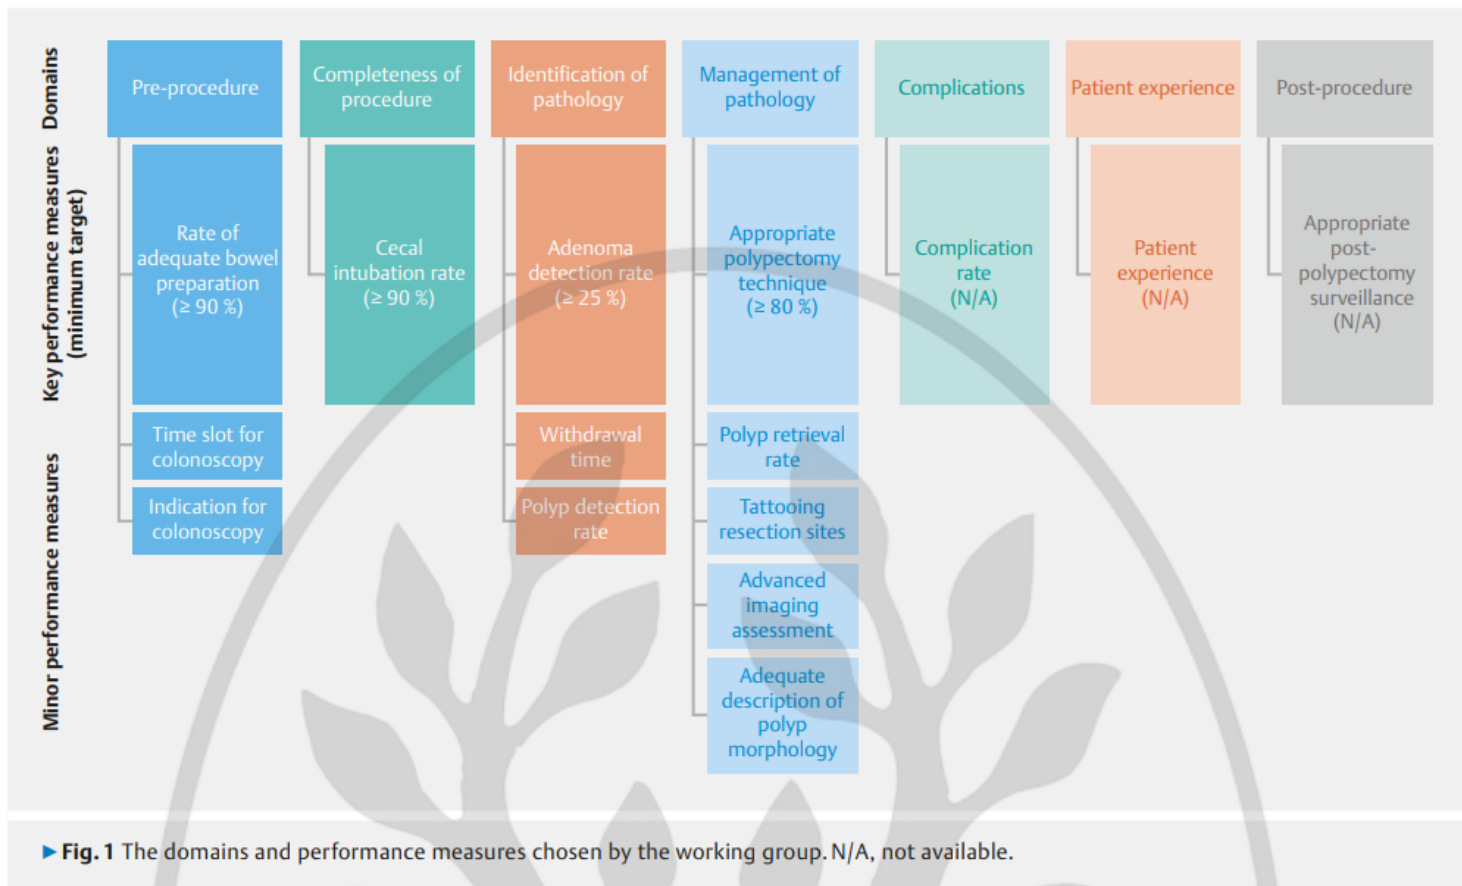 Domains
Pre-procedure
Completeness of
procedure
Identification of
pathology
Management of
pathology
Complications
Patient experience
Post-procedure
Key performance measures
(minimum target)
Rate of
adequate bowel
preparation
(≥ 90 %)
Cecal
intubation rate
(≥ 90 %)
Adenoma
detection rate
(≥ 25 %)
Appropriate
polypectomy
technique
(≥ 80 %)
Complication
rate
(N/A)
Patient
experience
(N/A)
Appropriate
post-
polypectomy
surveillance
(N/A)
Minor performance measures
Time slot for
colonoscopy
Indication for
colonoscopy
Withdrawal
time
Polyp detection
rate
Polyp retrieval
rate
Tattooing
resection sites
Advanced
imaging
assessment
Adequate
description of
polyp
morphology
▶ Fig. 1 The domains and performance measures chosen by the working group. N/A, not available.